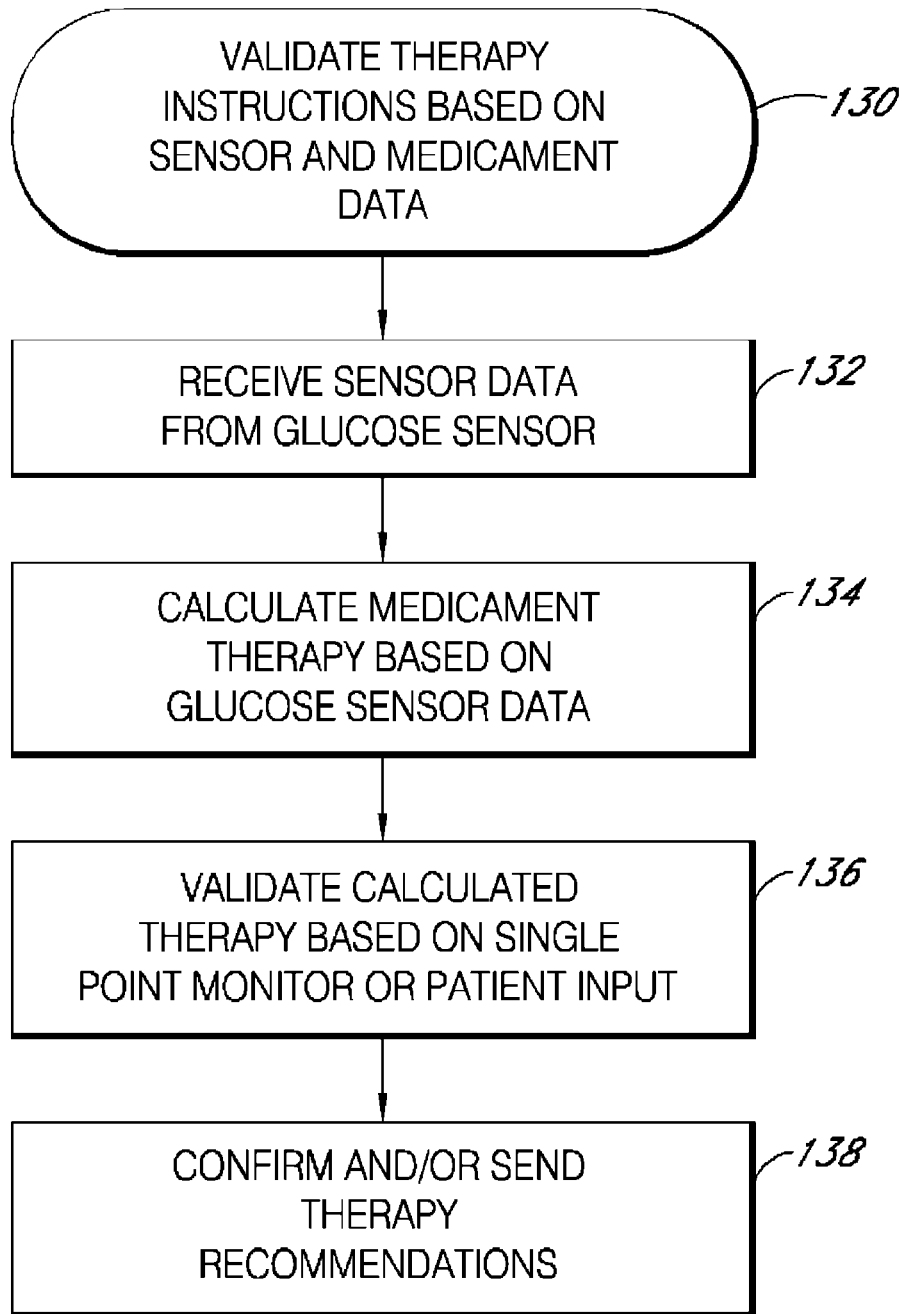 VALIDATE THERAPY
INSTRUCTIONS BASED ON
SENSOR AND MEDICAMENT
DATA
130
RECEIVE SENSOR DATA
FROM GLUCOSE SENSOR
132
CALCULATE MEDICAMENT
THERAPY BASED ON
GLUCOSE SENSOR DATA
134
VALIDATE CALCULATED
THERAPY BASED ON SINGLE
POINT MONITOR OR PATIENT INPUT
136
CONFIRM AND/OR SEND
THERAPY
RECOMMENDATIONS
138